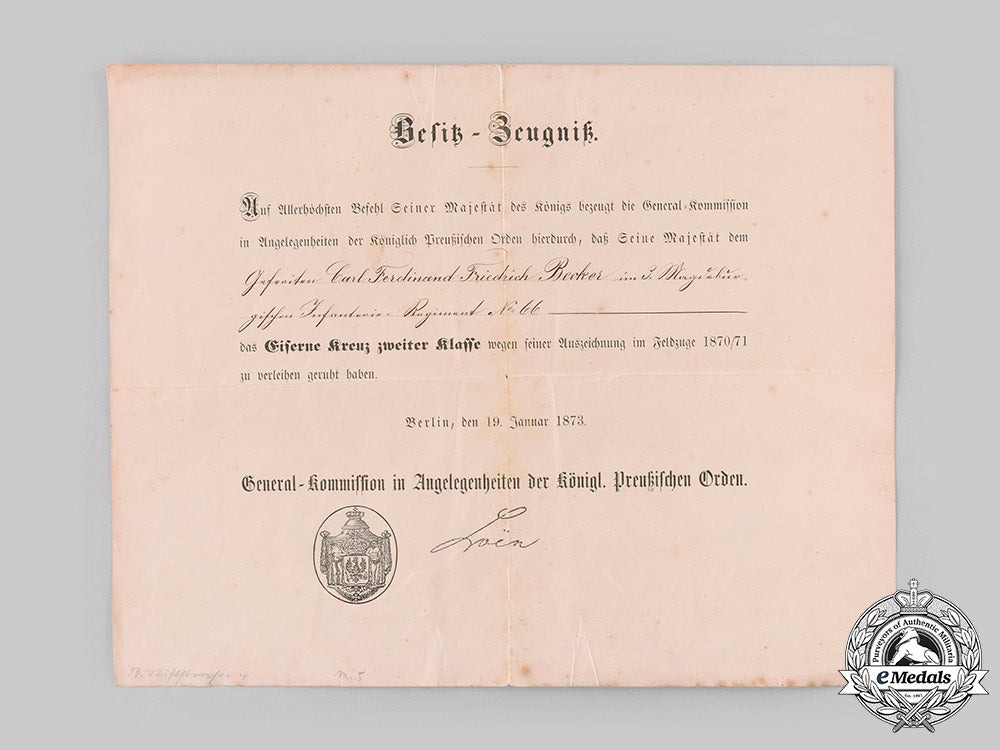 Besitz-Zeugniß.
Auf Allerhöchsten Befehl Seiner Majestät des Königs bezeugt die General-Kommission
in Angelegenheiten der Königlich Preußischen Orden hierdurch, daß Seine Majestät dem
Gefreiten Carl Ferdinand Friedrich Becker im 3. Magdebur-
gischen Infanterie-Regiment No 66
das Eiserne Kreuz zweiter Klasse wegen seiner Auszeichnung im Feldzuge 1870/71
zu verleihen geruht haben.
Berlin, den 19. Januar 1873.
General-Kommission in Angelegenheiten der Königl. Preußischen Orden.
Loën
Purveyors of Authentic Militaria
eMedals